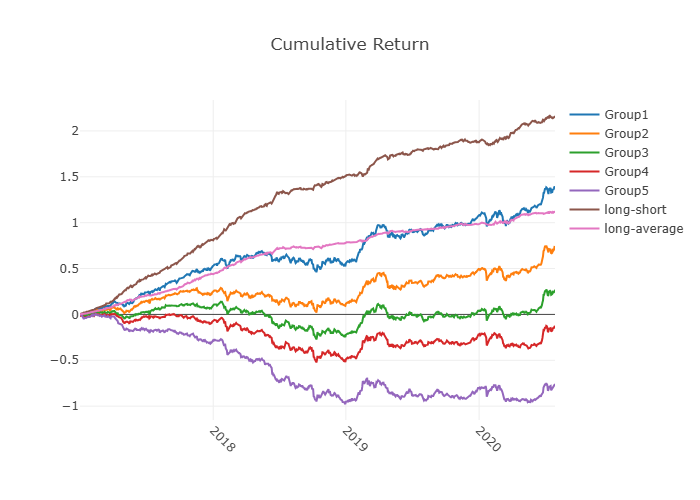 Cumulative Return
2
1.5
1
0.5
0
−0.5
−1
2018
2019
2020
Group1
Group2
Group3
Group4
Group5
long-short
long-average